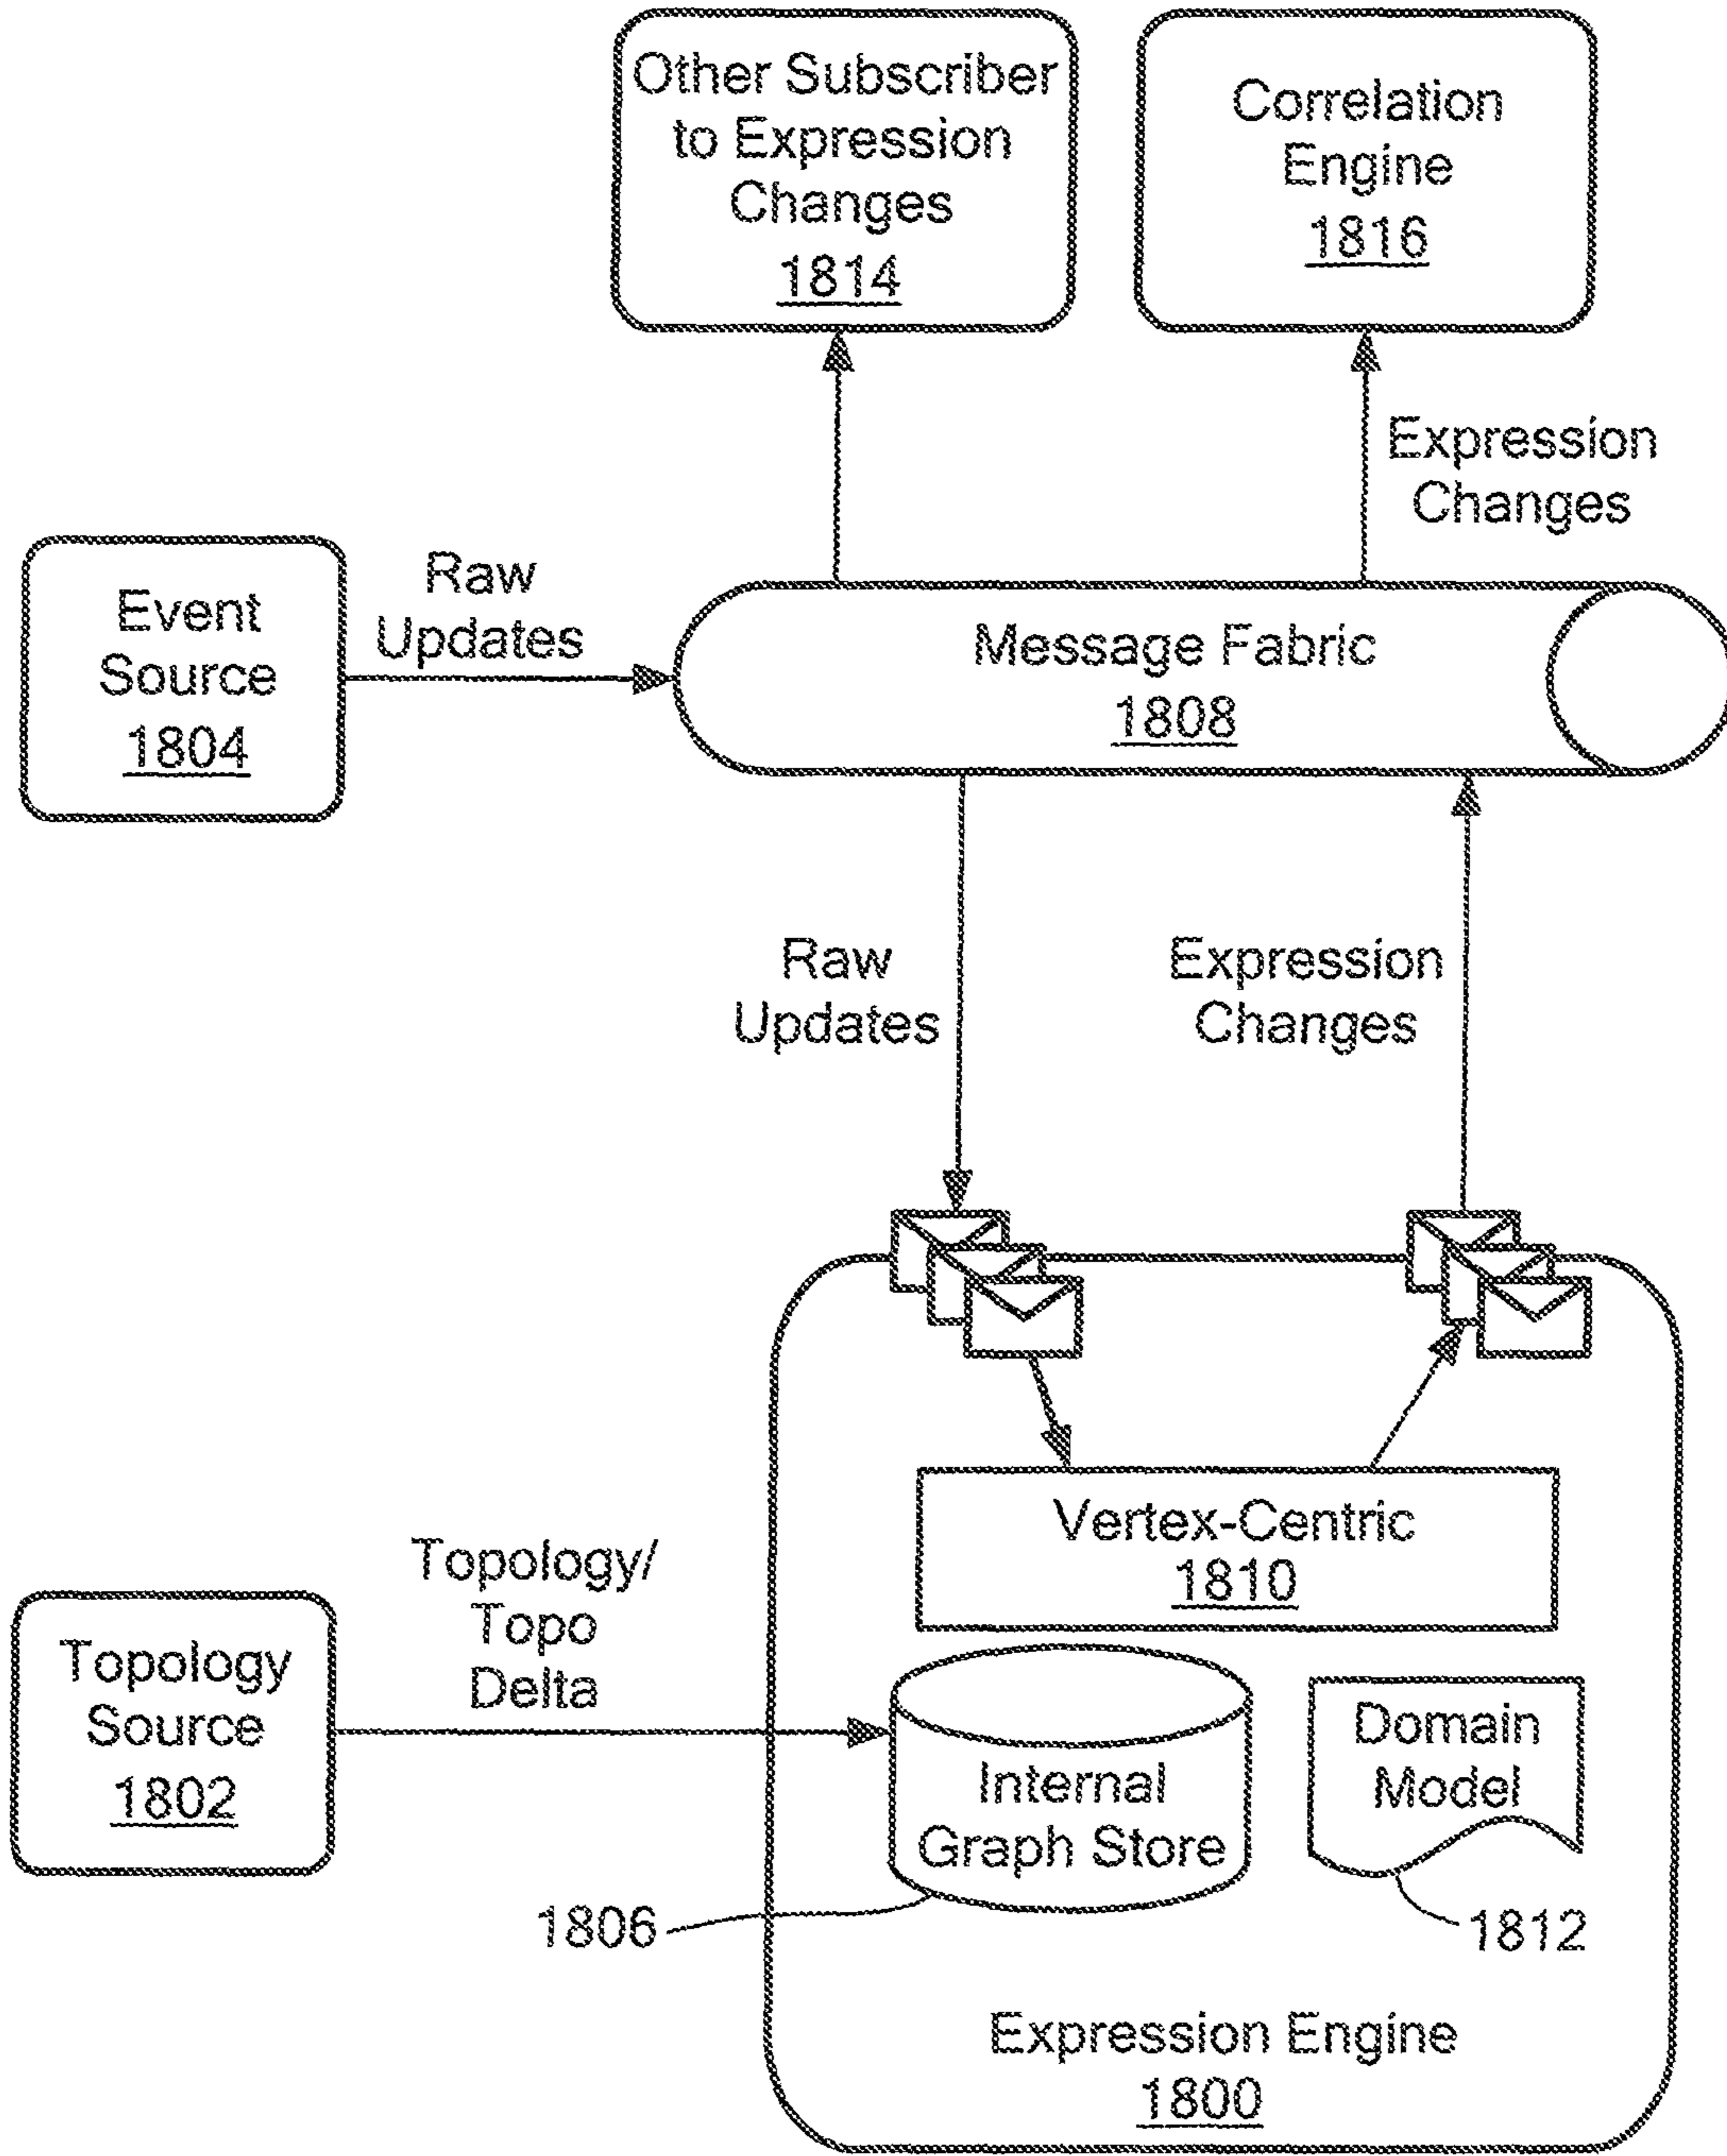 Other Subscriber
to Expression
Changes
1814
Correlation
Engine
1816
Expression
Changes
Event
Source
1804
Raw
Updates
Message Fabric
1808
Raw
Updates
Expression
Changes
Vertex-Centric
1810
Topology/
Topo
Delta
Topology
Source
1802
Internal
Graph Store
Domain
Model
1806
1812
Expression Engine
1800